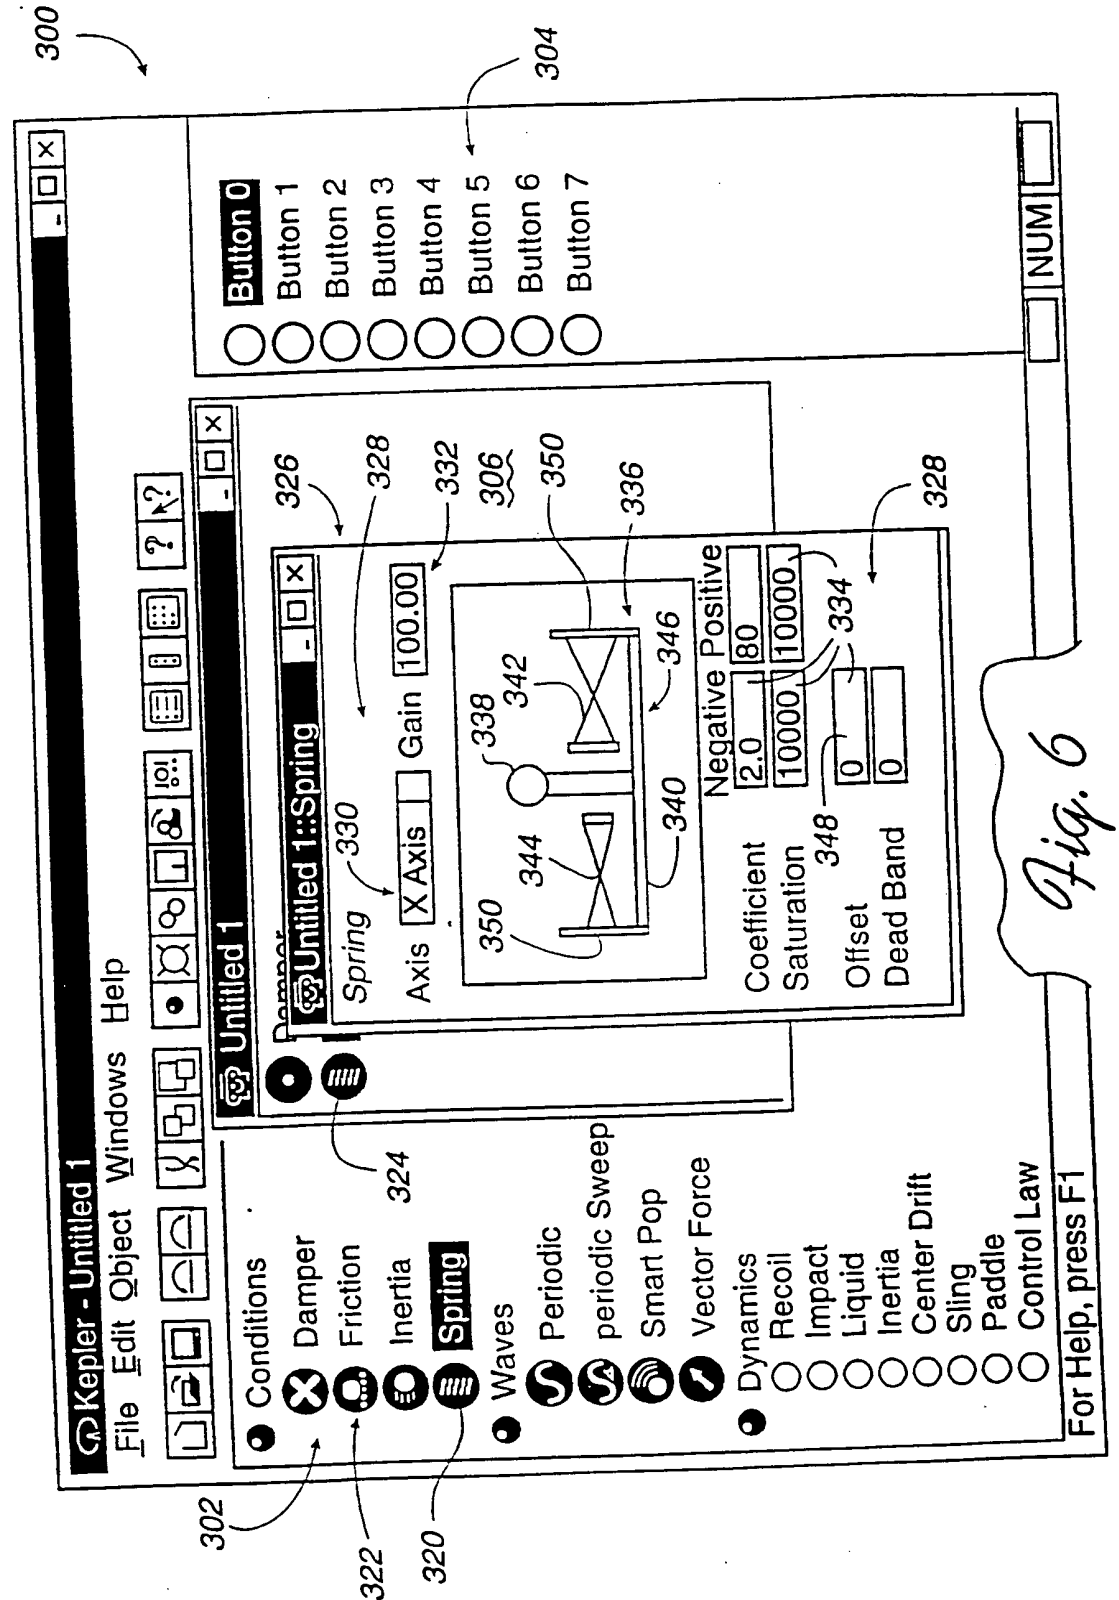 300
Kepler - Untitled 1
File Edit Object Windows Help
? ?
302
322
320
Conditions
Damper
Friction
Inertia
Spring
Waves
Periodic
periodic Sweep
Smart Pop
Vector Force
Dynamics
Recoil
Impact
Liquid
Inertia
Center Drift
Sling
Paddle
Control Law
Untitled 1
Damper
324
326
Untitled 1::Spring
Spring
328
330
Axis X Axis Gain 100.00
332
306
338
342
344
350
350
336
340
346
Negative Positive
Coefficient 2.0 80
Saturation 10000 10000
348
334
Offset 0
Dead Band 0
328
304
Button 0
Button 1
Button 2
Button 3
Button 4
Button 5
Button 6
Button 7
For Help, press F1
NUM
Fig. 6